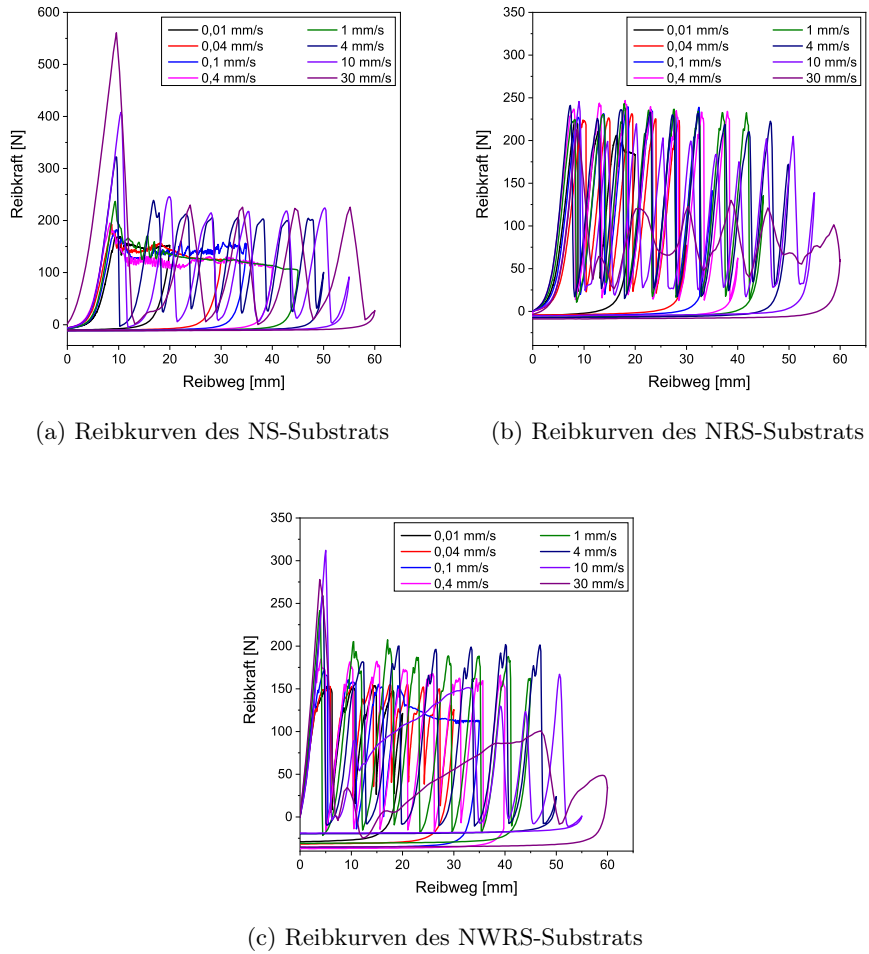 600
500
400
300
200
100
0
0 10 20 30 40 50 60
Reibkraft [N]
Reibweg [mm]
0,01 mm/s 1 mm/s
0,04 mm/s 4 mm/s
0,1 mm/s 10 mm/s
0,4 mm/s 30 mm/s
(a) Reibkurven des NS-Substrats
350
300
250
200
150
100
50
0
0 10 20 30 40 50 60
Reibkraft [N]
Reibweg [mm]
0,01 mm/s 1 mm/s
0,04 mm/s 4 mm/s
0,1 mm/s 10 mm/s
0,4 mm/s 30 mm/s
(b) Reibkurven des NRS-Substrats
350
300
250
200
150
100
50
0
0 10 20 30 40 50 60
Reibkraft [N]
Reibweg [mm]
0,01 mm/s 1 mm/s
0,04 mm/s 4 mm/s
0,1 mm/s 10 mm/s
0,4 mm/s 30 mm/s
(c) Reibkurven des NWRS-Substrats